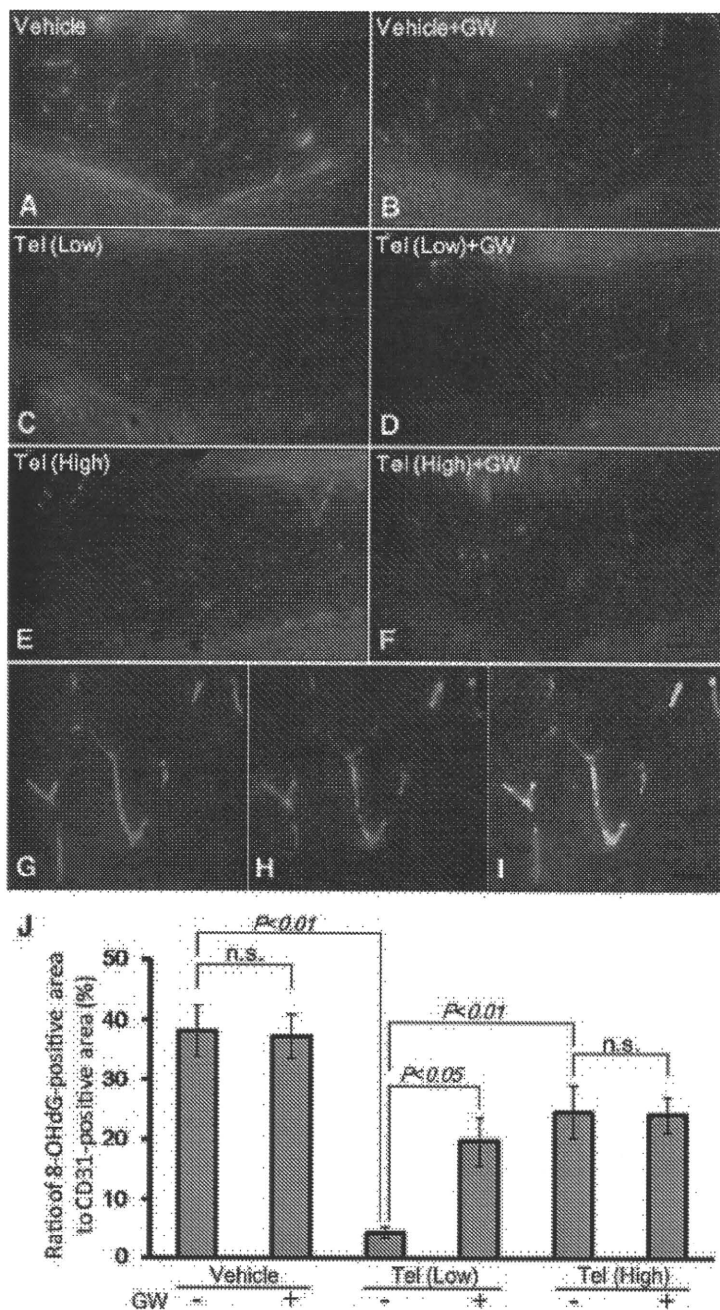 Vehicle
Vehicle+GW
A
B
Tel (Low)
Tel (Low)+GW
C
D
Tel (High)
Tel (High)+GW
E
F
G
H
I
J
P<0.01
n.s.
P<0.01
n.s.
P<0.05
Ratio of 8-OHdG-positive area
to CD31-positive area (%)
50
40
30
20
10
0
Vehicle
Tel (Low)
Tel (High)
GW - + - + - +